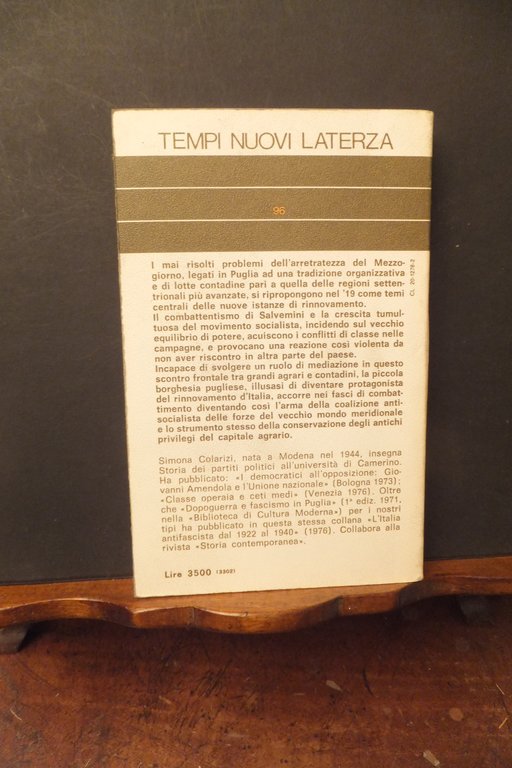 TEMPI NUOVI LATERZA
96
I mai risolti problemi dell'arretratezza del Mezzo-
giorno, legati in Puglia ad una tradizione organizzativa
e di lotte contadine pari a quella delle regioni setten-
trionali più avanzate, si ripropongono nel '19 come temi
centrali delle nuove istanze di rinnovamento.
Il combattentismo di Salvemini e la crescita tumul-
tuosa del movimento socialista, incidendo sul vecchio
equilibrio di potere, acuiscono i conflitti di classe nelle
campagne, e provocano una reazione così violenta da
non aver riscontro in altra parte del paese.
Incapace di svolgere un ruolo di mediazione in questo
scontro frontale tra grandi agrari e contadini, la piccola
borghesia pugliese, illusasi di diventare protagonista
del rinnovamento d'Italia, accorre nei fasci di combat-
timento diventando così l'arma della coalizione anti-
socialista delle forze del vecchio mondo meridionale
e lo strumento stesso della conservazione degli antichi
privilegi del capitale agrario.
Simona Colarizi, nata a Modena nel 1944, insegna
Storia dei partiti politici all'università di Camerino.
Ha pubblicato: «I democratici all'opposizione: Gio-
vanni Amendola e l'Unione nazionale» (Bologna 1973);
«Classe operaia e ceti medi» (Venezia 1976). Oltre
che «Dopoguerra e fascismo in Puglia» (1ª ediz. 1971,
nella «Biblioteca di Cultura Moderna») per i nostri
tipi ha pubblicato in questa stessa collana «L'Italia
antifascista dal 1922 al 1940» (1976). Collabora alla
rivista «Storia contemporanea».
Lire 3500 (3302)
CL 20-1278-2